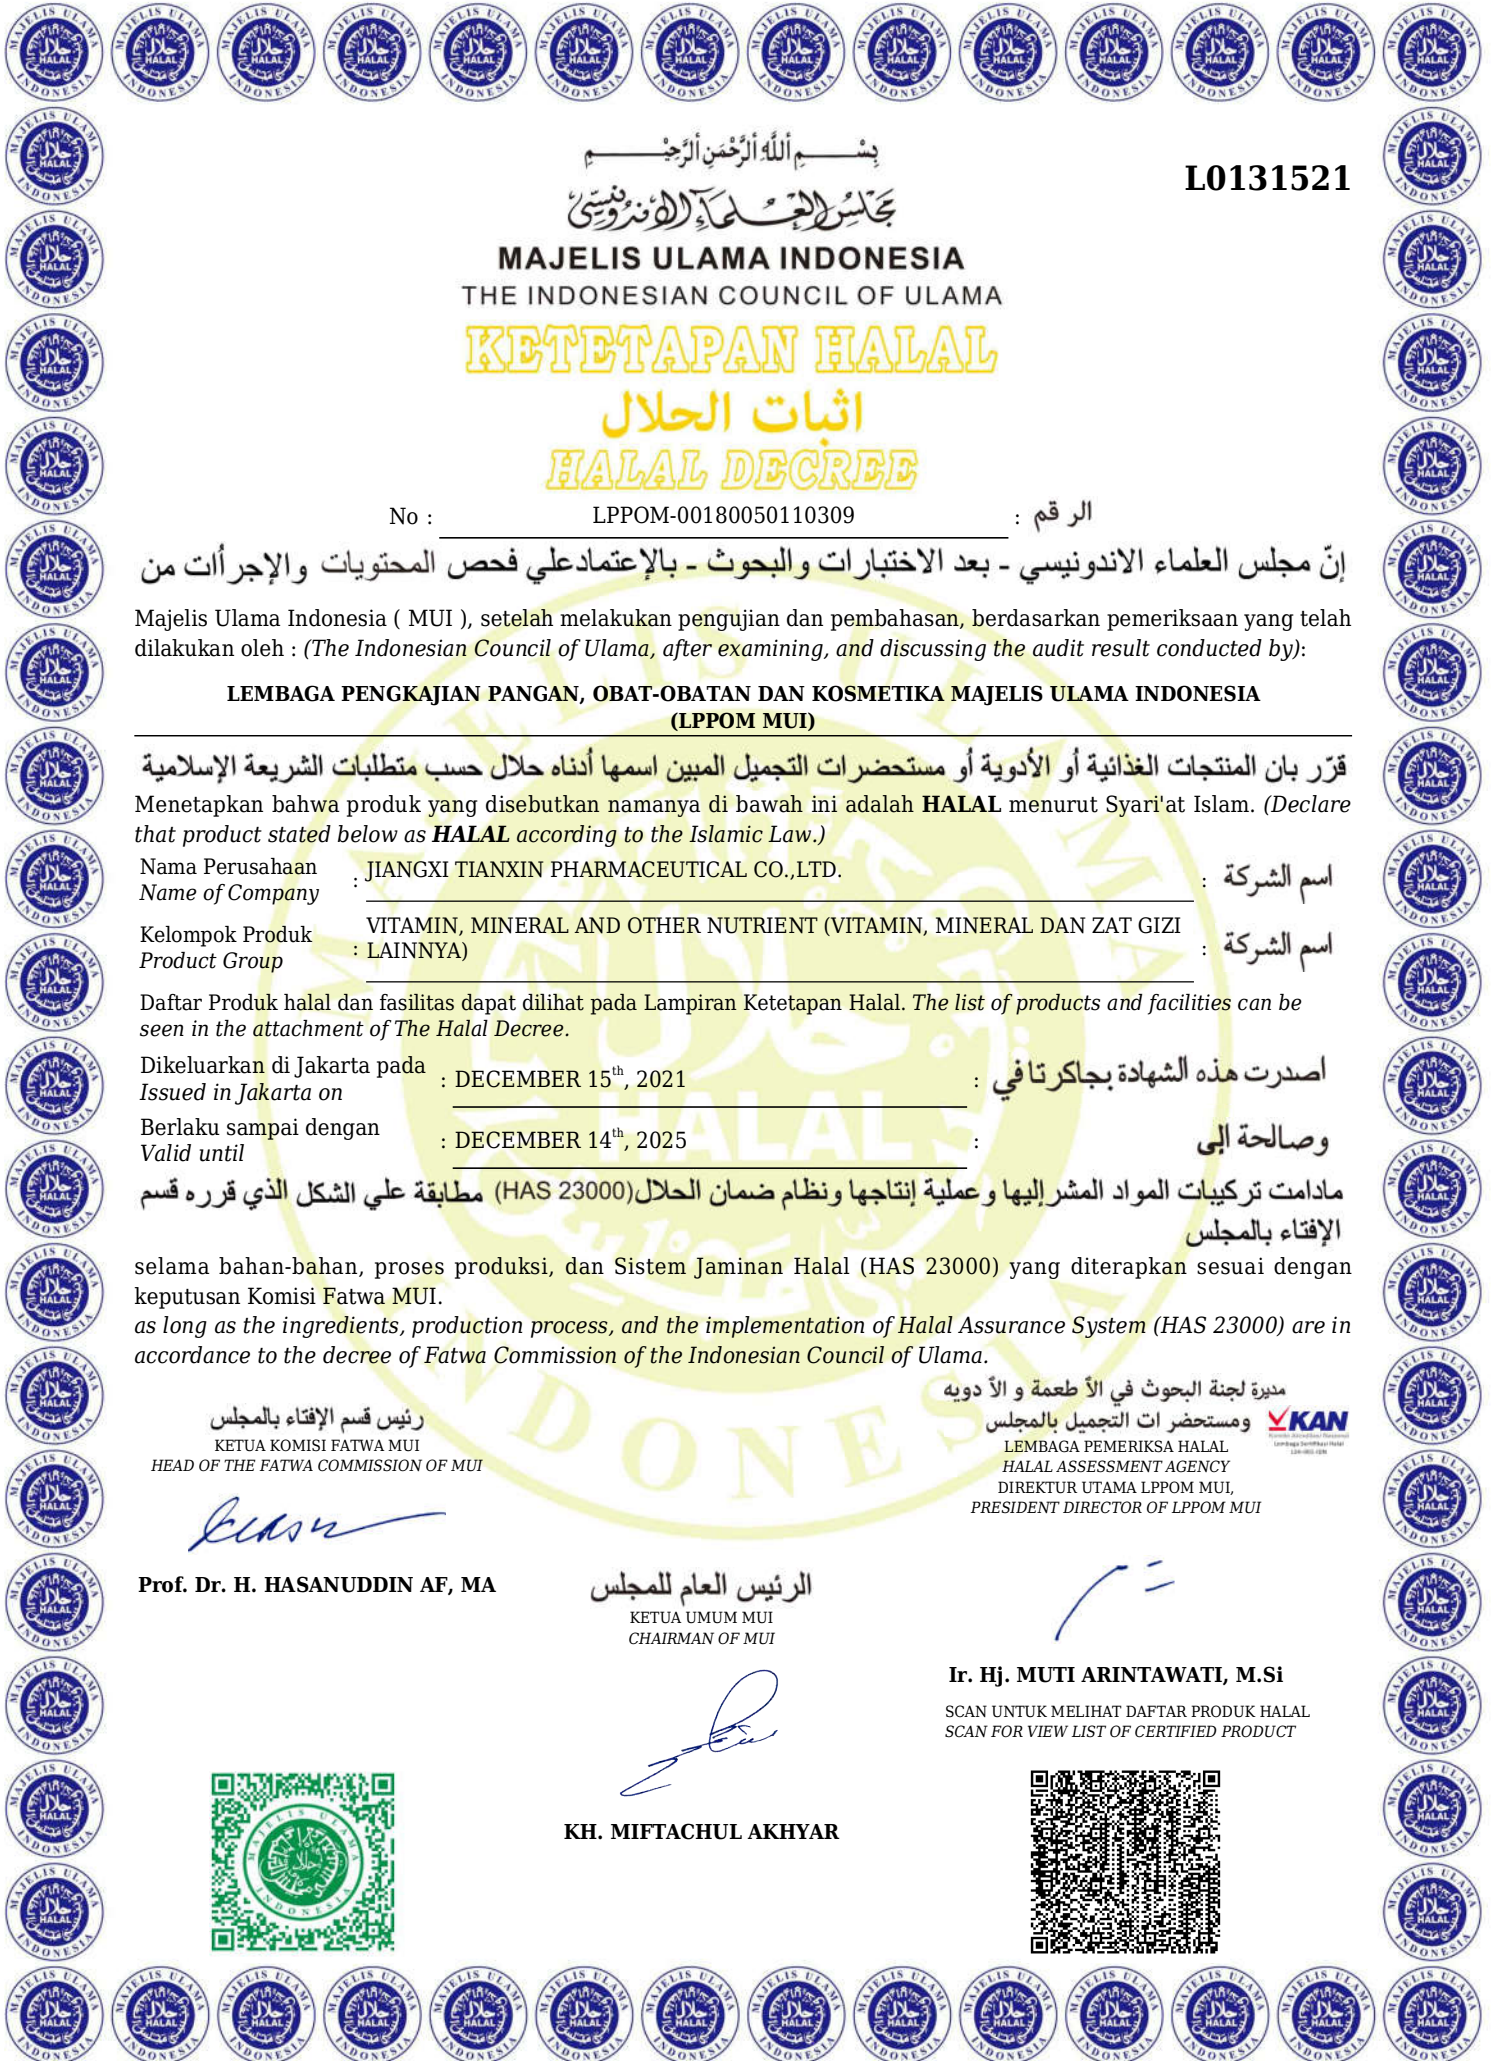 بِسْمِ ٱللَّهِ ٱلرَّحْمَنِ ٱلرَّحِيمِ
L0131521
مجلس العلماء الاندونيسي
MAJELIS ULAMA INDONESIA
THE INDONESIAN COUNCIL OF ULAMA
KETETAPAN HALAL
اثبات الحلال
HALAL DECREE
No : LPPOM-00180050110309 : الرقم
إنّ مجلس العلماء الاندونيسي - بعد الاختبارات والبحوث - بالإعتمادعلي فحص المحتويات والإجرأات من
Majelis Ulama Indonesia ( MUI ), setelah melakukan pengujian dan pembahasan, berdasarkan pemeriksaan yang telah
dilakukan oleh : (The Indonesian Council of Ulama, after examining, and discussing the audit result conducted by):
LEMBAGA PENGKAJIAN PANGAN, OBAT-OBATAN DAN KOSMETIKA MAJELIS ULAMA INDONESIA
(LPPOM MUI)
قرّر بان المنتجات الغذائية أو الأدوية أو مستحضرات التجميل المبين اسمها أدناه حلال حسب متطلبات الشريعة الإسلامية
Menetapkan bahwa produk yang disebutkan namanya di bawah ini adalah HALAL menurut Syari'at Islam. (Declare
that product stated below as HALAL according to the Islamic Law.)
Nama Perusahaan
Name of Company : JIANGXI TIANXIN PHARMACEUTICAL CO.,LTD. : اسم الشركة
Kelompok Produk VITAMIN, MINERAL AND OTHER NUTRIENT (VITAMIN, MINERAL DAN ZAT GIZI
Product Group : LAINNYA) : اسم الشركة
Daftar Produk halal dan fasilitas dapat dilihat pada Lampiran Ketetapan Halal. The list of products and facilities can be
seen in the attachment of The Halal Decree.
Dikeluarkan di Jakarta pada
Issued in Jakarta on : DECEMBER 15th, 2021 : اصدرت هذه الشهادة بجاكرتا في
Berlaku sampai dengan
Valid until : DECEMBER 14th, 2025 : وصالحة إلى
مادامت تركيبات المواد المشر إليها وعملية إنتاجها ونظام ضمان الحلال(HAS 23000) مطابقة علي الشكل الذي قرره قسم
الإفتاء بالمجلس
selama bahan-bahan, proses produksi, dan Sistem Jaminan Halal (HAS 23000) yang diterapkan sesuai dengan
keputusan Komisi Fatwa MUI.
as long as the ingredients, production process, and the implementation of Halal Assurance System (HAS 23000) are in
accordance to the decree of Fatwa Commission of the Indonesian Council of Ulama.
رئيس قسم الإفتاء بالمجلس
KETUA KOMISI FATWA MUI
HEAD OF THE FATWA COMMISSION OF MUI
Prof. Dr. H. HASANUDDIN AF, MA
مديرة لجنة البحوث في الأ طعمة و الأ دويه
ومستحضر ات التجميل بالمجلس
KAN
Komite Akreditasi Nasional
Lembaga Sertifikasi Halal
LEMBAGA PEMERIKSA HALAL
HALAL ASSESSMENT AGENCY
DIREKTUR UTAMA LPPOM MUI,
PRESIDENT DIRECTOR OF LPPOM MUI
Ir. Hj. MUTI ARINTAWATI, M.Si
الرئيس العام للمجلس
KETUA UMUM MUI
CHAIRMAN OF MUI
KH. MIFTACHUL AKHYAR
SCAN UNTUK MELIHAT DAFTAR PRODUK HALAL
SCAN FOR VIEW LIST OF CERTIFIED PRODUCT
MAJELIS ULAMA INDONESIA
حلال
HALAL